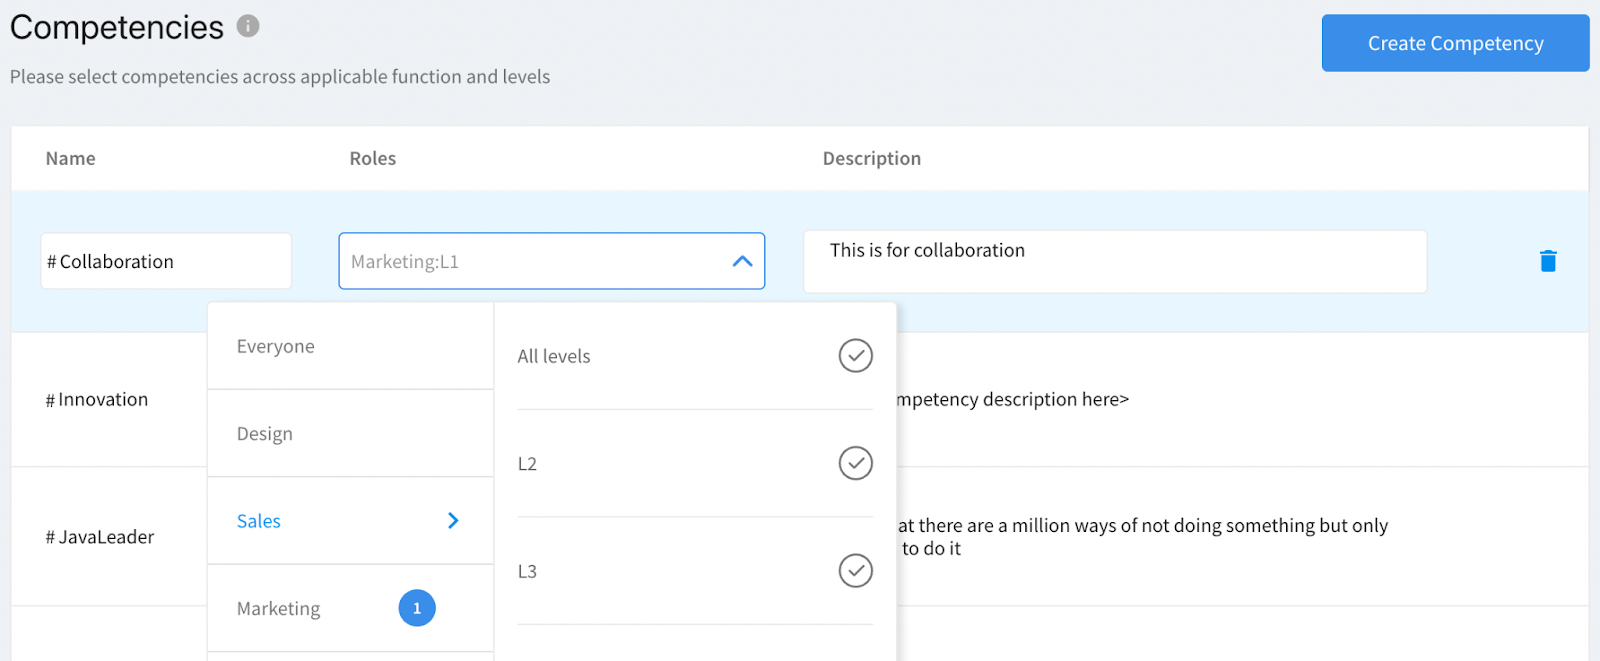 Competencies
Create Competency
Please select competencies across applicable function and levels
Name Roles Description
#Collaboration Marketing:L1 This is for collaboration
Everyone
All levels
#Innovation
mpetency description here>
Design
L2
Sales
#JavaLeader
at there are a million ways of not doing something but only
to do it
L3
Marketing 1